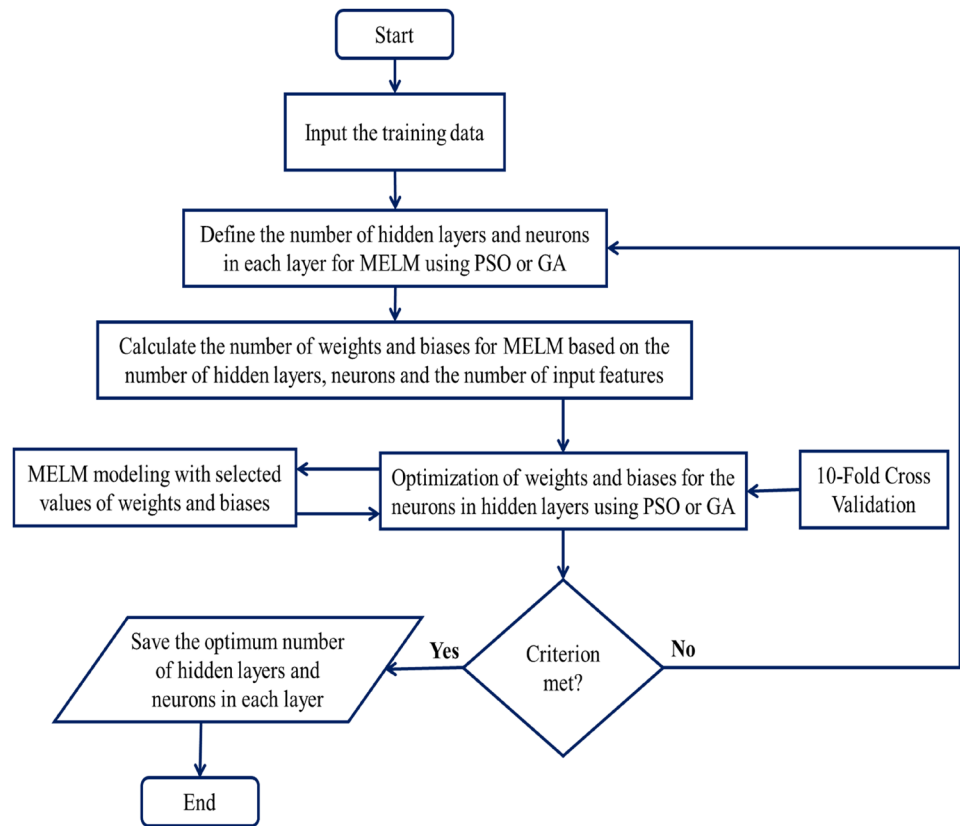 Start
Input the training data
Define the number of hidden layers and neurons
in each layer for MELM using PSO or GA
Calculate the number of weights and biases for MELM based on the
number of hidden layers, neurons and the number of input features
MELM modeling with selected
values of weights and biases
Optimization of weights and biases for the
neurons in hidden layers using PSO or GA
10-Fold Cross
Validation
Criterion
met?
Yes
No
Save the optimum number
of hidden layers and
neurons in each layer
End